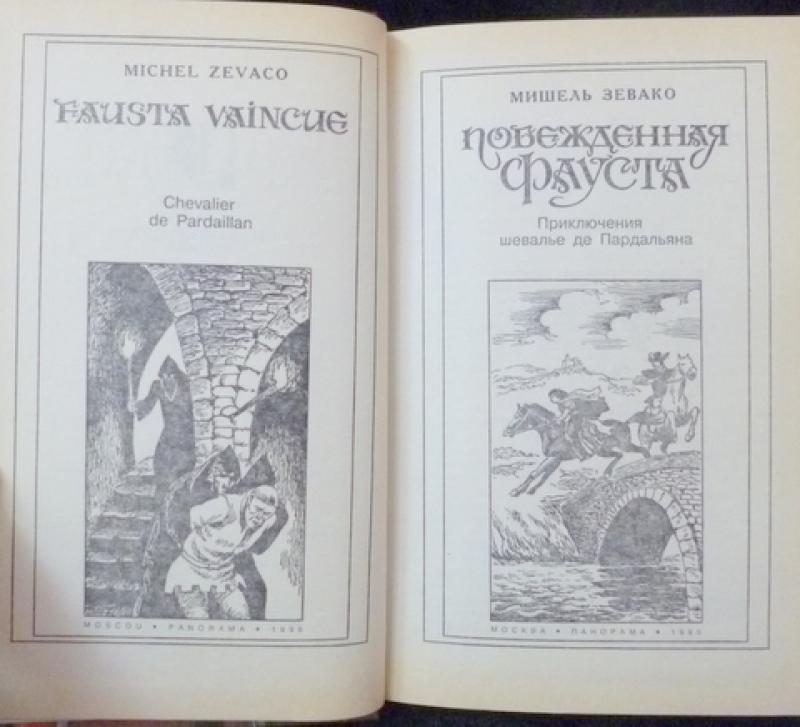 MICHEL ZEVACO
FAUSTA VAINCUE
Chevalier
de Pardaillan
MOSCOU • PANORAMA • 1995
МИШЕЛЬ ЗЕВАКО
ПОБЕЖДЕННАЯ
ФАУСТА
Приключения
шевалье де Пардальяна
МОСКВА • ПАНОРАМА • 1995